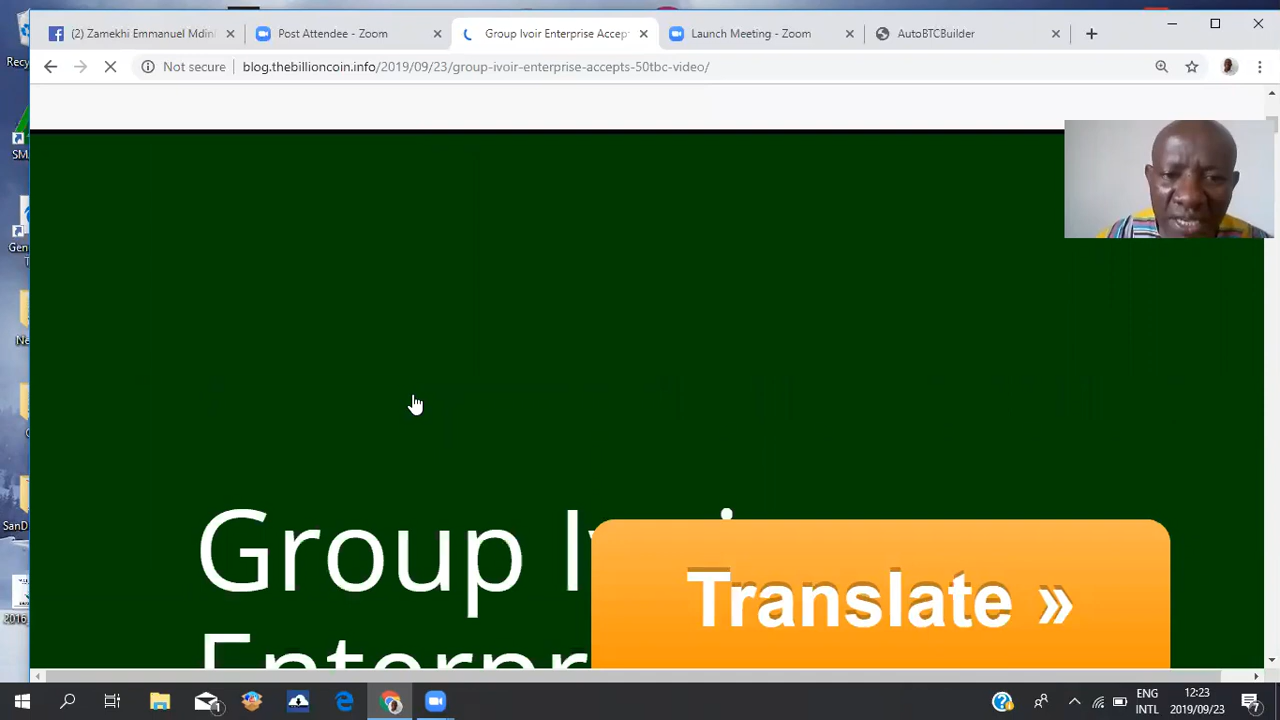 (2) Zamekhi Emmanuel Mdin
Post Attendee - Zoom
Group Ivoir Enterprise Accep
Launch Meeting - Zoom
AutoBTCBuilder
Not secure
blog.thebillioncoin.info/2019/09/23/group-ivoir-enterprise-accepts-50tbc-video/
Group
Translate »
ENG
INTL
12:23
2019/09/23